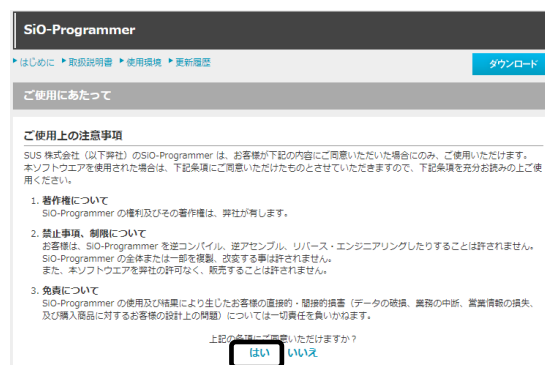 SiO-Programmer
はじめに 取扱説明書 使用環境 更新履歴 ダウンロード
ご使用にあたって
ご使用上の注意事項
SUS 株式会社（以下弊社）のSiO-Programmer は、お客様が下記の内容にご同意いただいた場合にのみ、ご使用いただけます。
本ソフトウエアを使用された場合は、下記条項にご同意いただけたものとさせていただきますので、下記条項を充分お読みの上ご使
用ください。
1. 著作権について
SiO-Programmer の権利及びその著作権は、弊社が有します。
2. 禁止事項、制限について
お客様は、SiO-Programmer を逆コンパイル、逆アセンブル、リバース・エンジニアリングしたりすることは許されません。
SiO-Programmer の全体または一部を複製、改変する事は許されません。
また、本ソフトウエアを弊社の許可なく、販売することは許されません。
3. 免責について
SiO-Programmer の使用及び結果により生じたお客様の直接的・間接的損害（データの破損、業務の中断、営業情報の損失、
及び購入商品に対するお客様の設計上の問題）については一切責任を負いかねます。
上記の各項にご同意いただけますか？
はい いいえ